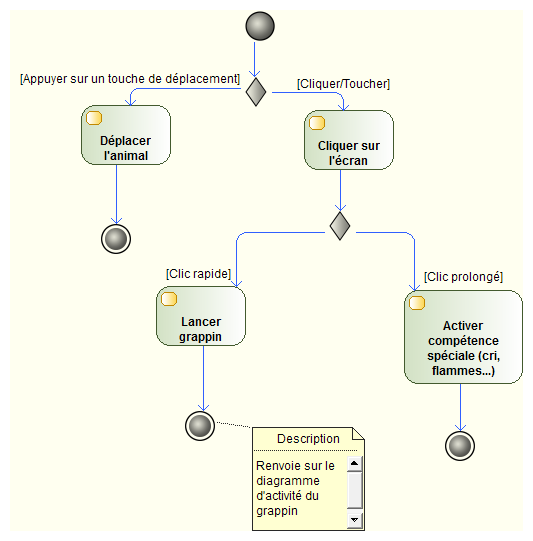 [Appuyer sur un touche de déplacement]
[Cliquer/Toucher]
Déplacer
l'animal
Cliquer sur
l'écran
[Clic rapide]
[Clic prolongé]
Lancer
grappin
Activer
compétence
spéciale (cri,
flammes...)
Description
Renvoie sur le
diagramme
d'activité du
grappin